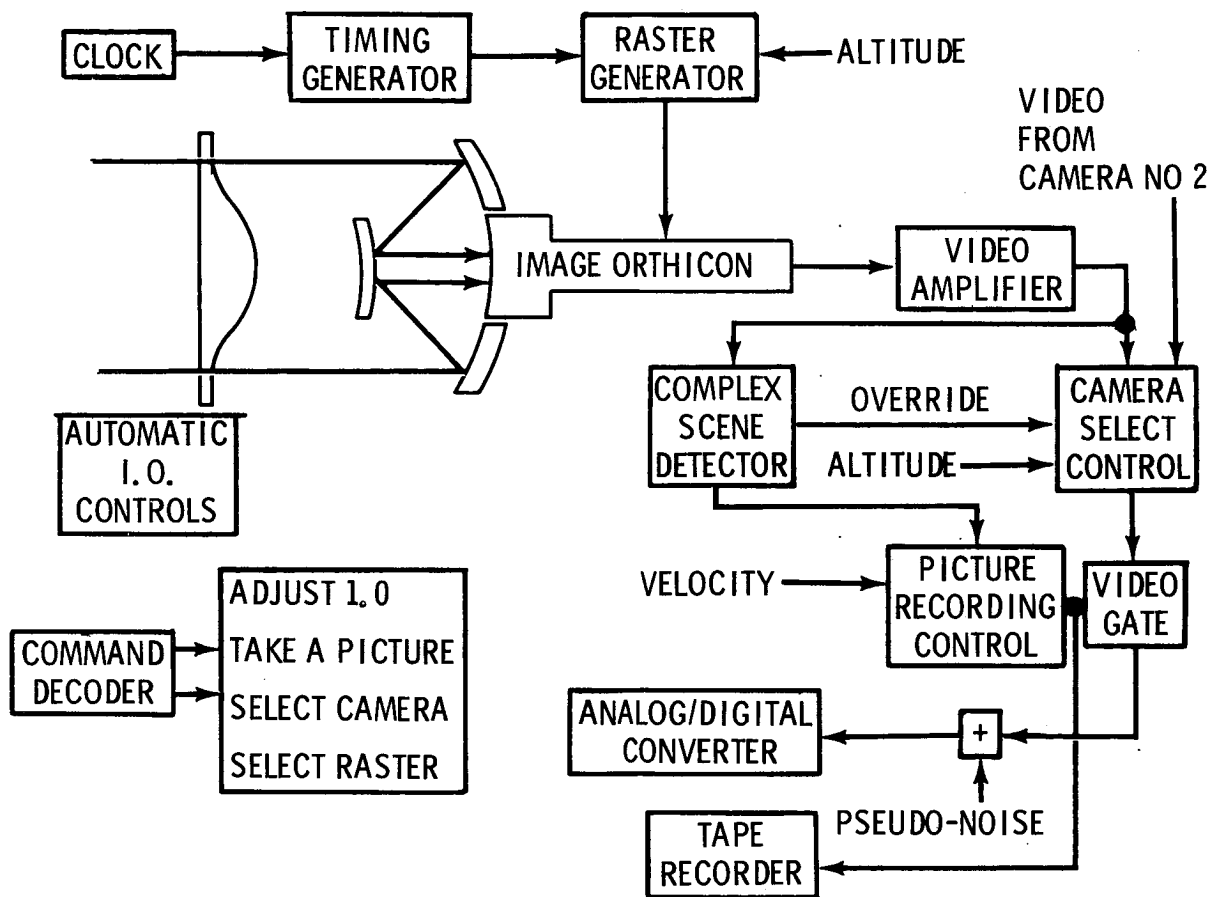 CLOCK
TIMING
GENERATOR
RASTER
GENERATOR
ALTITUDE
VIDEO
FROM
CAMERA NO 2
IMAGE ORTHICON
VIDEO
AMPLIFIER
COMPLEX
SCENE
DETECTOR
OVERRIDE
ALTITUDE
CAMERA
SELECT
CONTROL
AUTOMATIC
I.O.
CONTROLS
VELOCITY
PICTURE
RECORDING
CONTROL
VIDEO
GATE
COMMAND
DECODER
ADJUST 1.0
TAKE A PICTURE
SELECT CAMERA
SELECT RASTER
ANALOG/DIGITAL
CONVERTER
+
PSEUDO-NOISE
TAPE
RECORDER